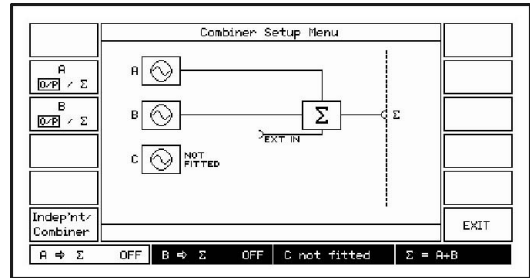 Combiner Setup Menu
A
O/P / Σ
B
O/P / Σ
A
B
C
NOT
FITTED
Σ
Σ
EXT IN
Indep'nt/
Combiner
EXIT
A ⇨ Σ OFF
B ⇨ Σ OFF
C not fitted
Σ = A+B